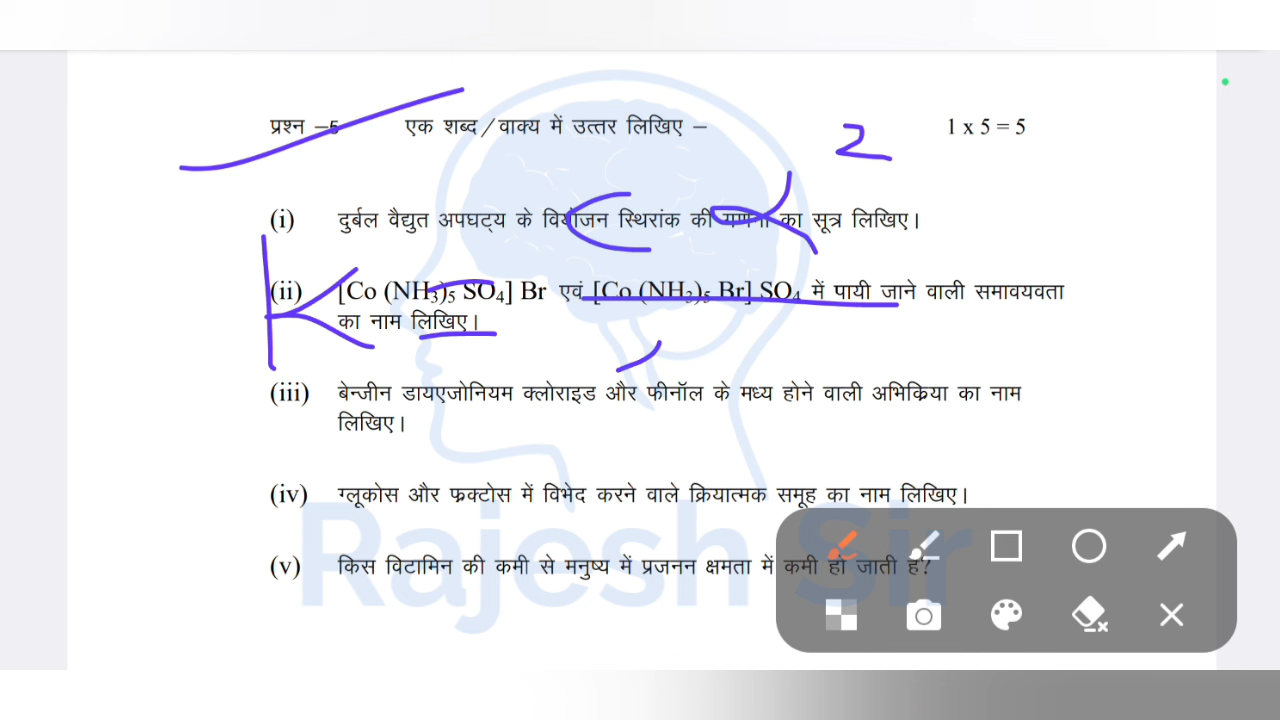 प्रश्न –5 एक शब्द/वाक्य में उत्तर लिखिए – 1 x 5 = 5
2
(i) दुर्बल वैद्युत अपघट्य के वियोजन स्थिरांक की गणना का सूत्र लिखिए।
(ii) [Co (NH3)5 SO4] Br एवं [Co (NH3)5 Br] SO4 में पायी जाने वाली समावयवता
का नाम लिखिए।
(iii) बेन्जीन डायएजोनियम क्लोराइड और फीनॉल के मध्य होने वाली अभिकिया का नाम
लिखिए।
(iv) ग्लूकोस और फ्रक्टोस में विभेद करने वाले क्रियात्मक समूह का नाम लिखिए।
(v) किस विटामिन की कमी से मनुष्य में प्रजनन क्षमता में कमी हो जाती है?
Rajesh Sir